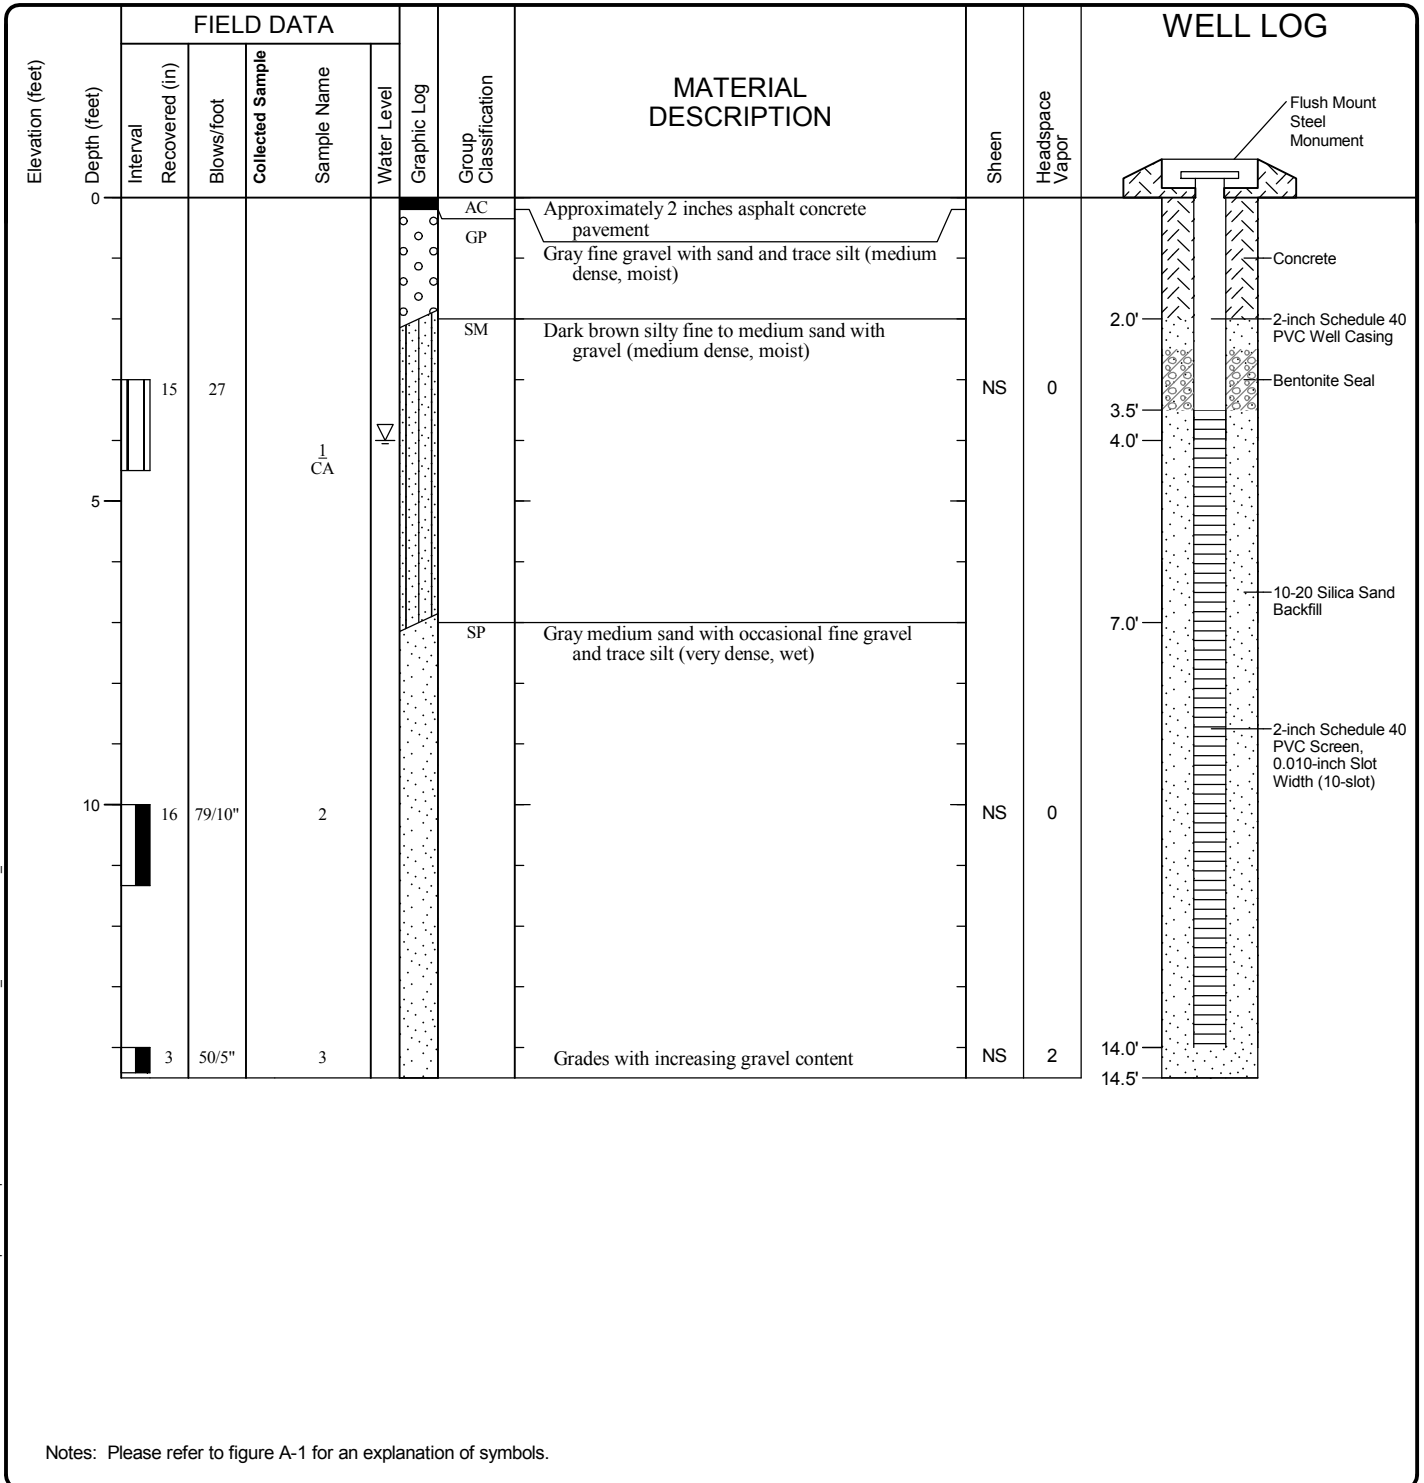 FIELD DATA
WELL LOG
Elevation (feet)
Depth (feet)
Interval
Recovered (in)
Blows/foot
Collected Sample
Sample Name
Water Level
Graphic Log
Group
Classification
MATERIAL
DESCRIPTION
Sheen
Headspace
Vapor
Flush Mount
Steel
Monument
0
AC
Approximately 2 inches asphalt concrete
pavement
GP
Gray fine gravel with sand and trace silt (medium
dense, moist)
Concrete
SM
Dark brown silty fine to medium sand with
gravel (medium dense, moist)
2.0'
2-inch Schedule 40
PVC Well Casing
15
27
NS
0
Bentonite Seal
3.5'
4.0'
1
CA
5
10-20 Silica Sand
Backfill
SP
Gray medium sand with occasional fine gravel
and trace silt (very dense, wet)
7.0'
2-inch Schedule 40
PVC Screen,
0.010-inch Slot
Width (10-slot)
10
16
79/10"
2
NS
0
3
50/5"
3
Grades with increasing gravel content
NS
2
14.0'
14.5'
Notes: Please refer to figure A-1 for an explanation of symbols.